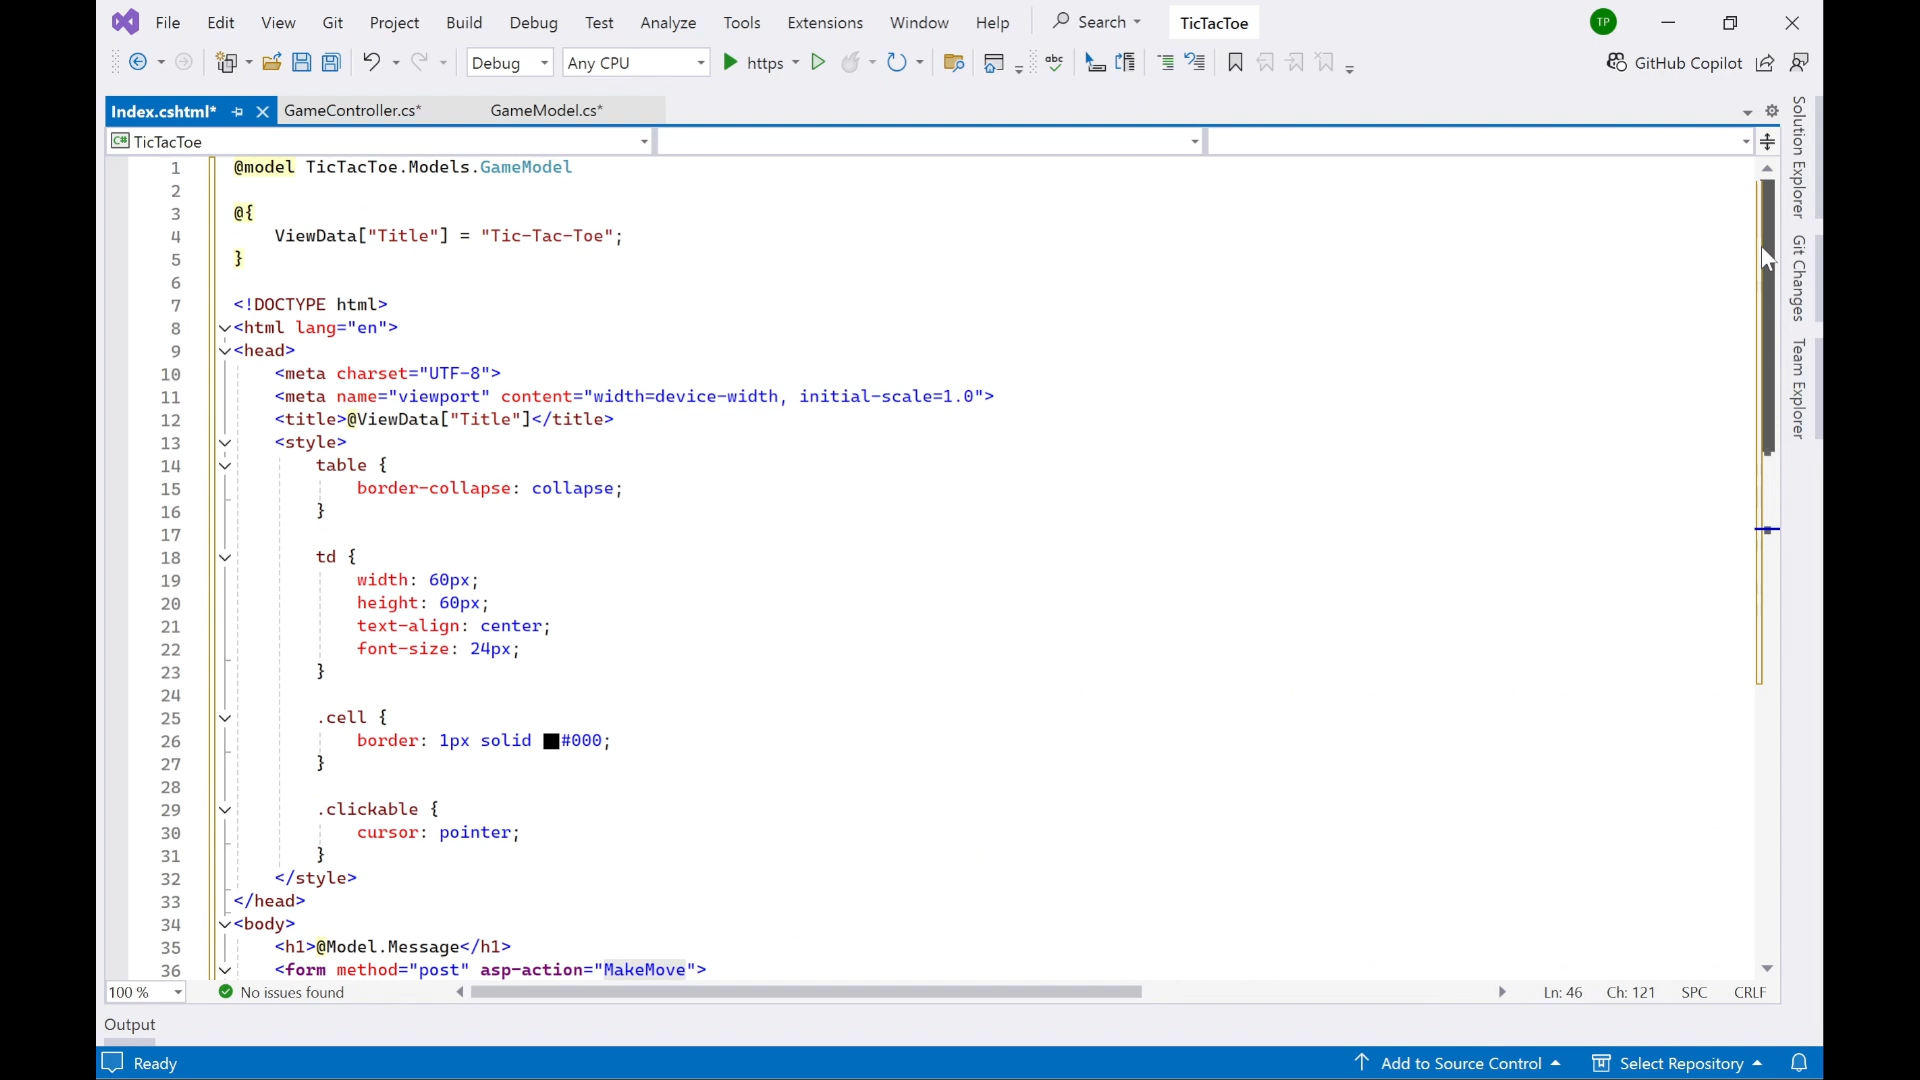 File Edit View Git Project Build Debug Test Analyze Tools Extensions Window Help Search TicTacToe TP
Debug Any CPU https abc GitHub Copilot
Index.cshtml* GameController.cs* GameModel.cs*
C# TicTacToe
1 @model TicTacToe.Models.GameModel
2
3 @{
4 ViewData["Title"] = "Tic-Tac-Toe";
5 }
6
7 <!DOCTYPE html>
8 <html lang="en">
9 <head>
10 <meta charset="UTF-8">
11 <meta name="viewport" content="width=device-width, initial-scale=1.0">
12 <title>@ViewData["Title"]</title>
13 <style>
14 table {
15 border-collapse: collapse;
16 }
17
18 td {
19 width: 60px;
20 height: 60px;
21 text-align: center;
22 font-size: 24px;
23 }
24
25 .cell {
26 border: 1px solid #000;
27 }
28
29 .clickable {
30 cursor: pointer;
31 }
32 </style>
33 </head>
34 <body>
35 <h1>@Model.Message</h1>
36 <form method="post" asp-action="MakeMove">
100 % No issues found Ln: 46 Ch: 121 SPC CRLF
Output
Ready Add to Source Control Select Repository
Solution Explorer
Git Changes
Team Explorer